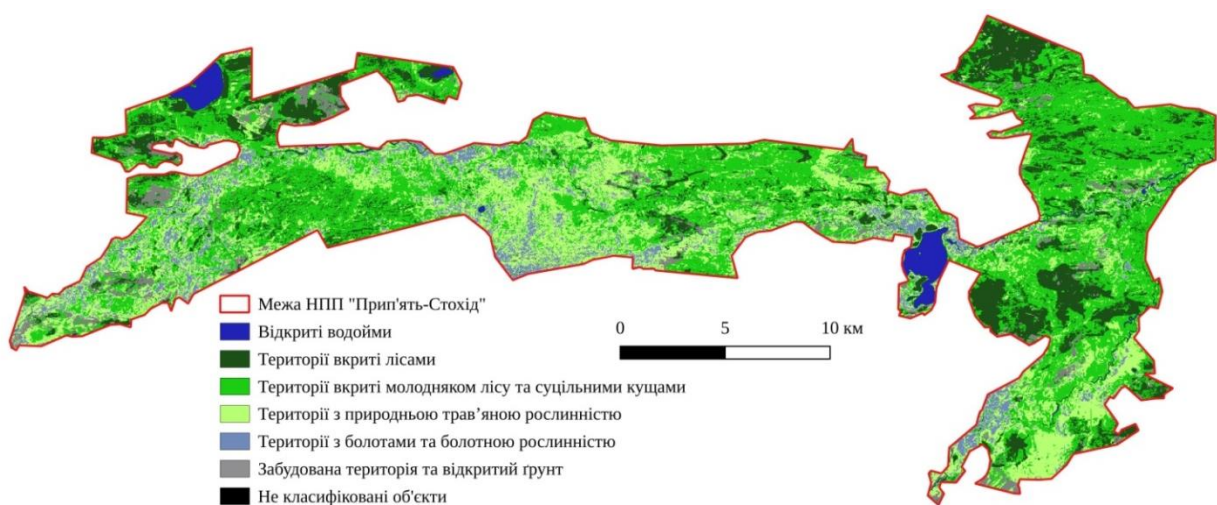 Межа НПП "Прип'ять-Стохід"
Відкриті водойми
Території вкриті лісами
Території вкриті молодняком лісу та суцільними кущами
Території з природньою трав’яною рослинністю
Території з болотами та болотною рослинністю
Забудована територія та відкритий ґрунт
Не класифіковані об'єкти
0 5 10 км